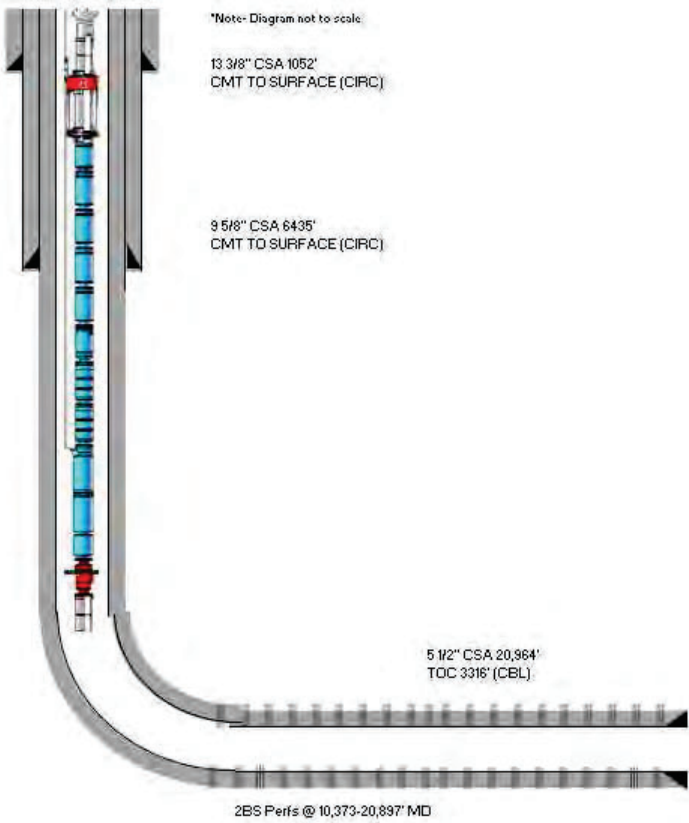 *Note- Diagram not to scale
13 3/8" CSA 1052'
CMT TO SURFACE (CIRC)
9 5/8" CSA 6435'
CMT TO SURFACE (CIRC)
5 1/2" CSA 20,964'
TOC 3316' (CBL)
2BS Perfs @ 10,373-20,897' MD